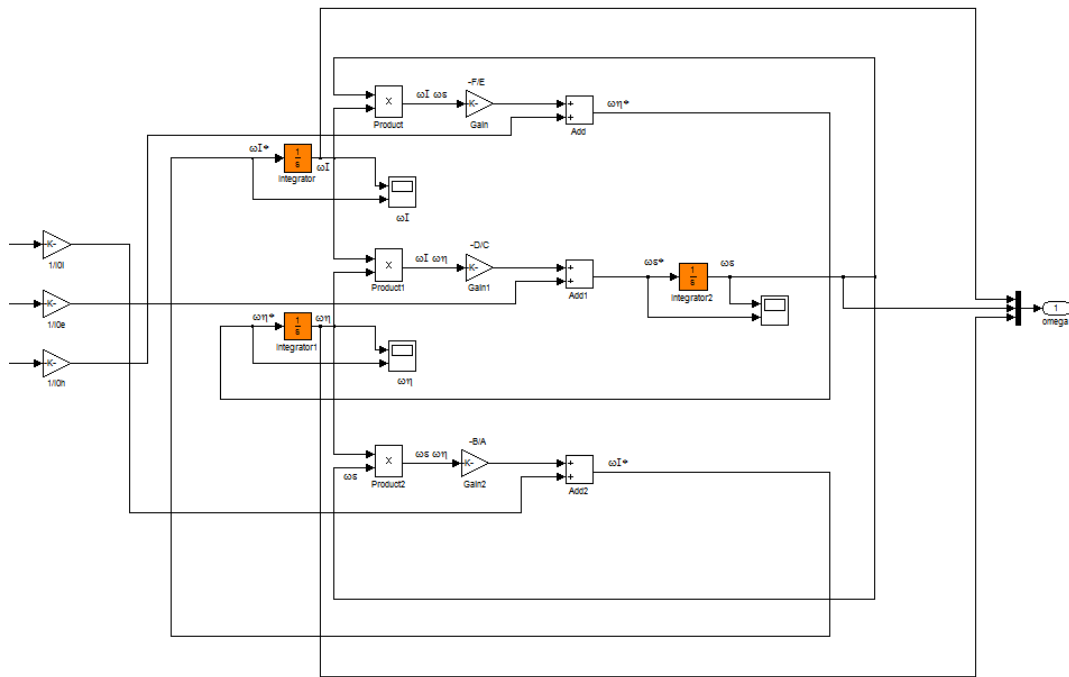 -F/E
X
ωI ωs
-K-
+
+
ωη*
Product
Gain
Add
ωI*
1
s
ωI
Integrator
ωI
-K-
1/I0I
-D/C
X
ωI ωη
-K-
+
+
ωs*
1
s
ωs
Product1
Gain1
Add1
Integrator2
-K-
1/I0e
ωη*
1
s
ωη
Integrator1
1
omega
-K-
1/I0h
ωη
-B/A
X
ωs ωη
-K-
+
+
ωI*
ωs
Product2
Gain2
Add2